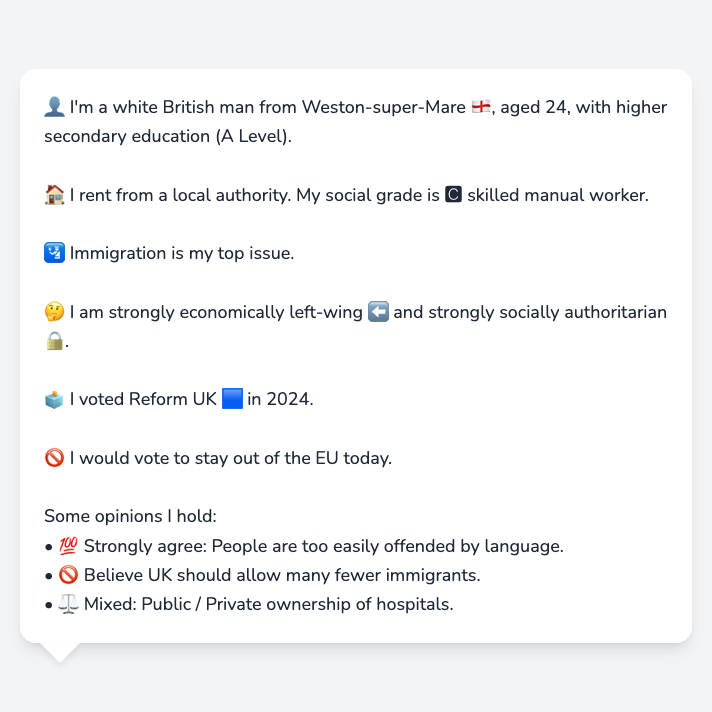 👤 I'm a white British man from Weston-super-Mare 🏴󠁧󠁢󠁥󠁮󠁧󠁿, aged 24, with higher
secondary education (A Level).
🏠 I rent from a local authority. My social grade is 🅲 skilled manual worker.
🛂 Immigration is my top issue.
🤔 I am strongly economically left-wing ⬅️ and strongly socially authoritarian
🔒.
🗳️ I voted Reform UK 🟦 in 2024.
🚫 I would vote to stay out of the EU today.
Some opinions I hold:
• 💯 Strongly agree: People are too easily offended by language.
• 🚫 Believe UK should allow many fewer immigrants.
• ⚖️ Mixed: Public / Private ownership of hospitals.